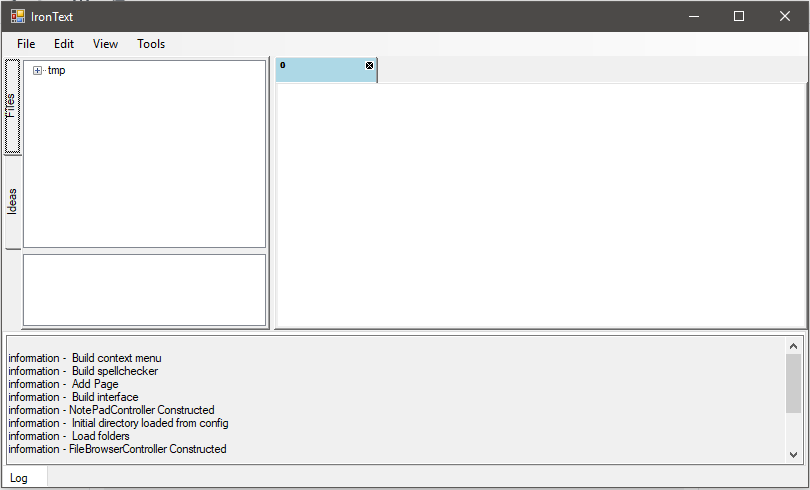 IronText
File Edit View Tools
Files
Ideas
tmp
0
information - Build context menu
information - Build spellchecker
information - Add Page
information - Build interface
information - NotePadController Constructed
information - Initial directory loaded from config
information - Load folders
information - FileBrowserController Constructed
Log